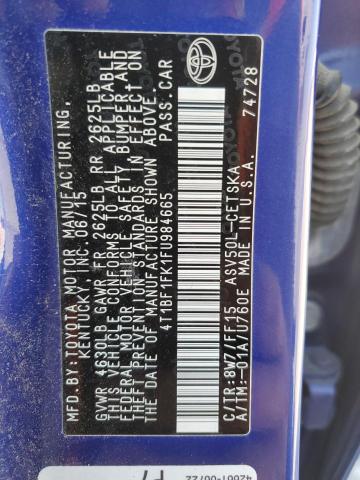 MFD.BY:TOYOTA MOTOR MANUFACTURING,
KENTUCKY, INC. 06/15
GVWR 4630LB GAWR FR 2625LB RR 2625LB
THIS VEHICLE CONFORMS TO ALL APPLICABLE
FEDERAL MOTOR VEHICLE SAFETY, BUMPER AND
THEFT PREVENTION STANDARDS IN EFFECT ON
THE DATE OF MANUFACTURE SHOWN ABOVE.
4T1BF1FK1FU984665 PASS.CAR
C/TR:8W7/FF15 ASV50L-CETSKA
A/TM:-01A/U760E MADE IN U.S.A.
74728
TOYOTA